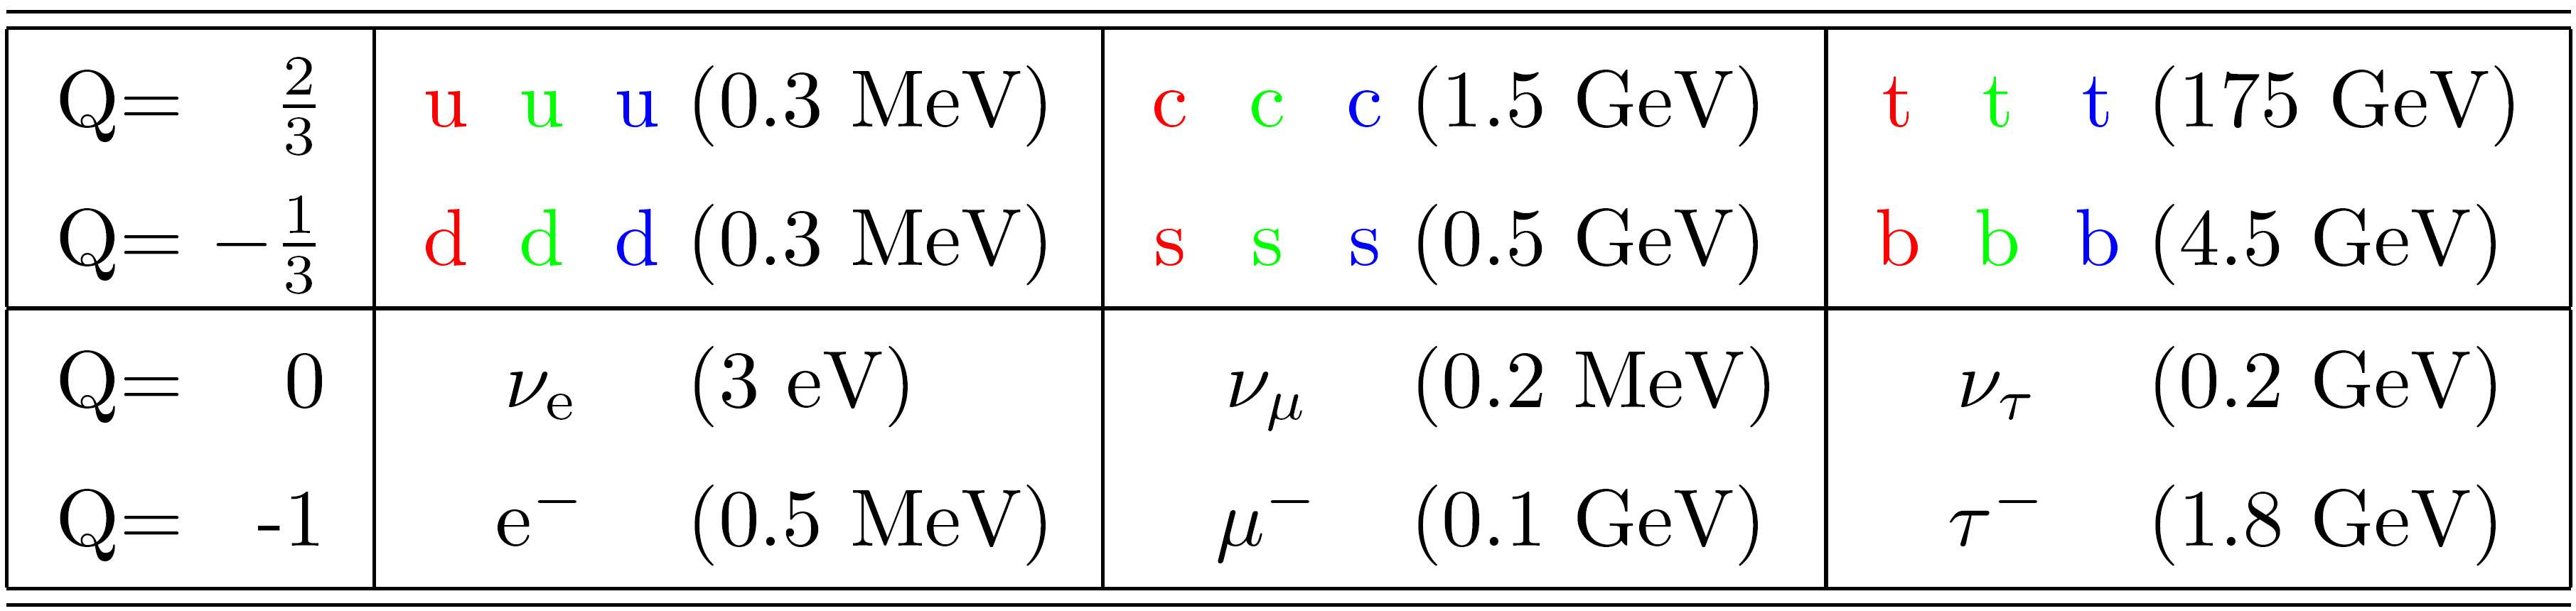 Q= 2/3 u u u (0.3 MeV) c c c (1.5 GeV) t t t (175 GeV)
Q= −1/3 d d d (0.3 MeV) s s s (0.5 GeV) b b b (4.5 GeV)
Q= 0 νe (3 eV) νμ (0.2 MeV) ντ (0.2 GeV)
Q= -1 e⁻ (0.5 MeV) μ⁻ (0.1 GeV) τ⁻ (1.8 GeV)